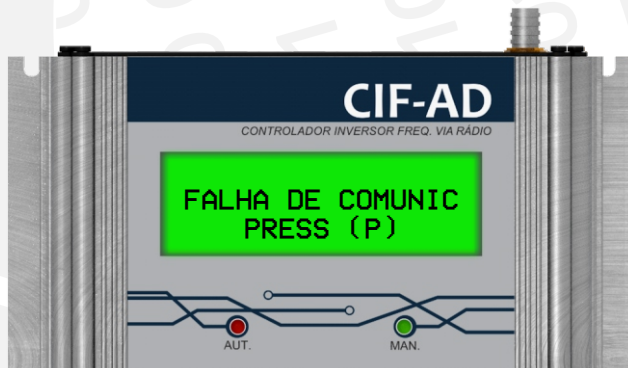 CIF-AD
CONTROLADOR INVERSOR FREQ. VIA RÁDIO
FALHA DE COMUNIC
PRESS (P)
AUT.
MAN.